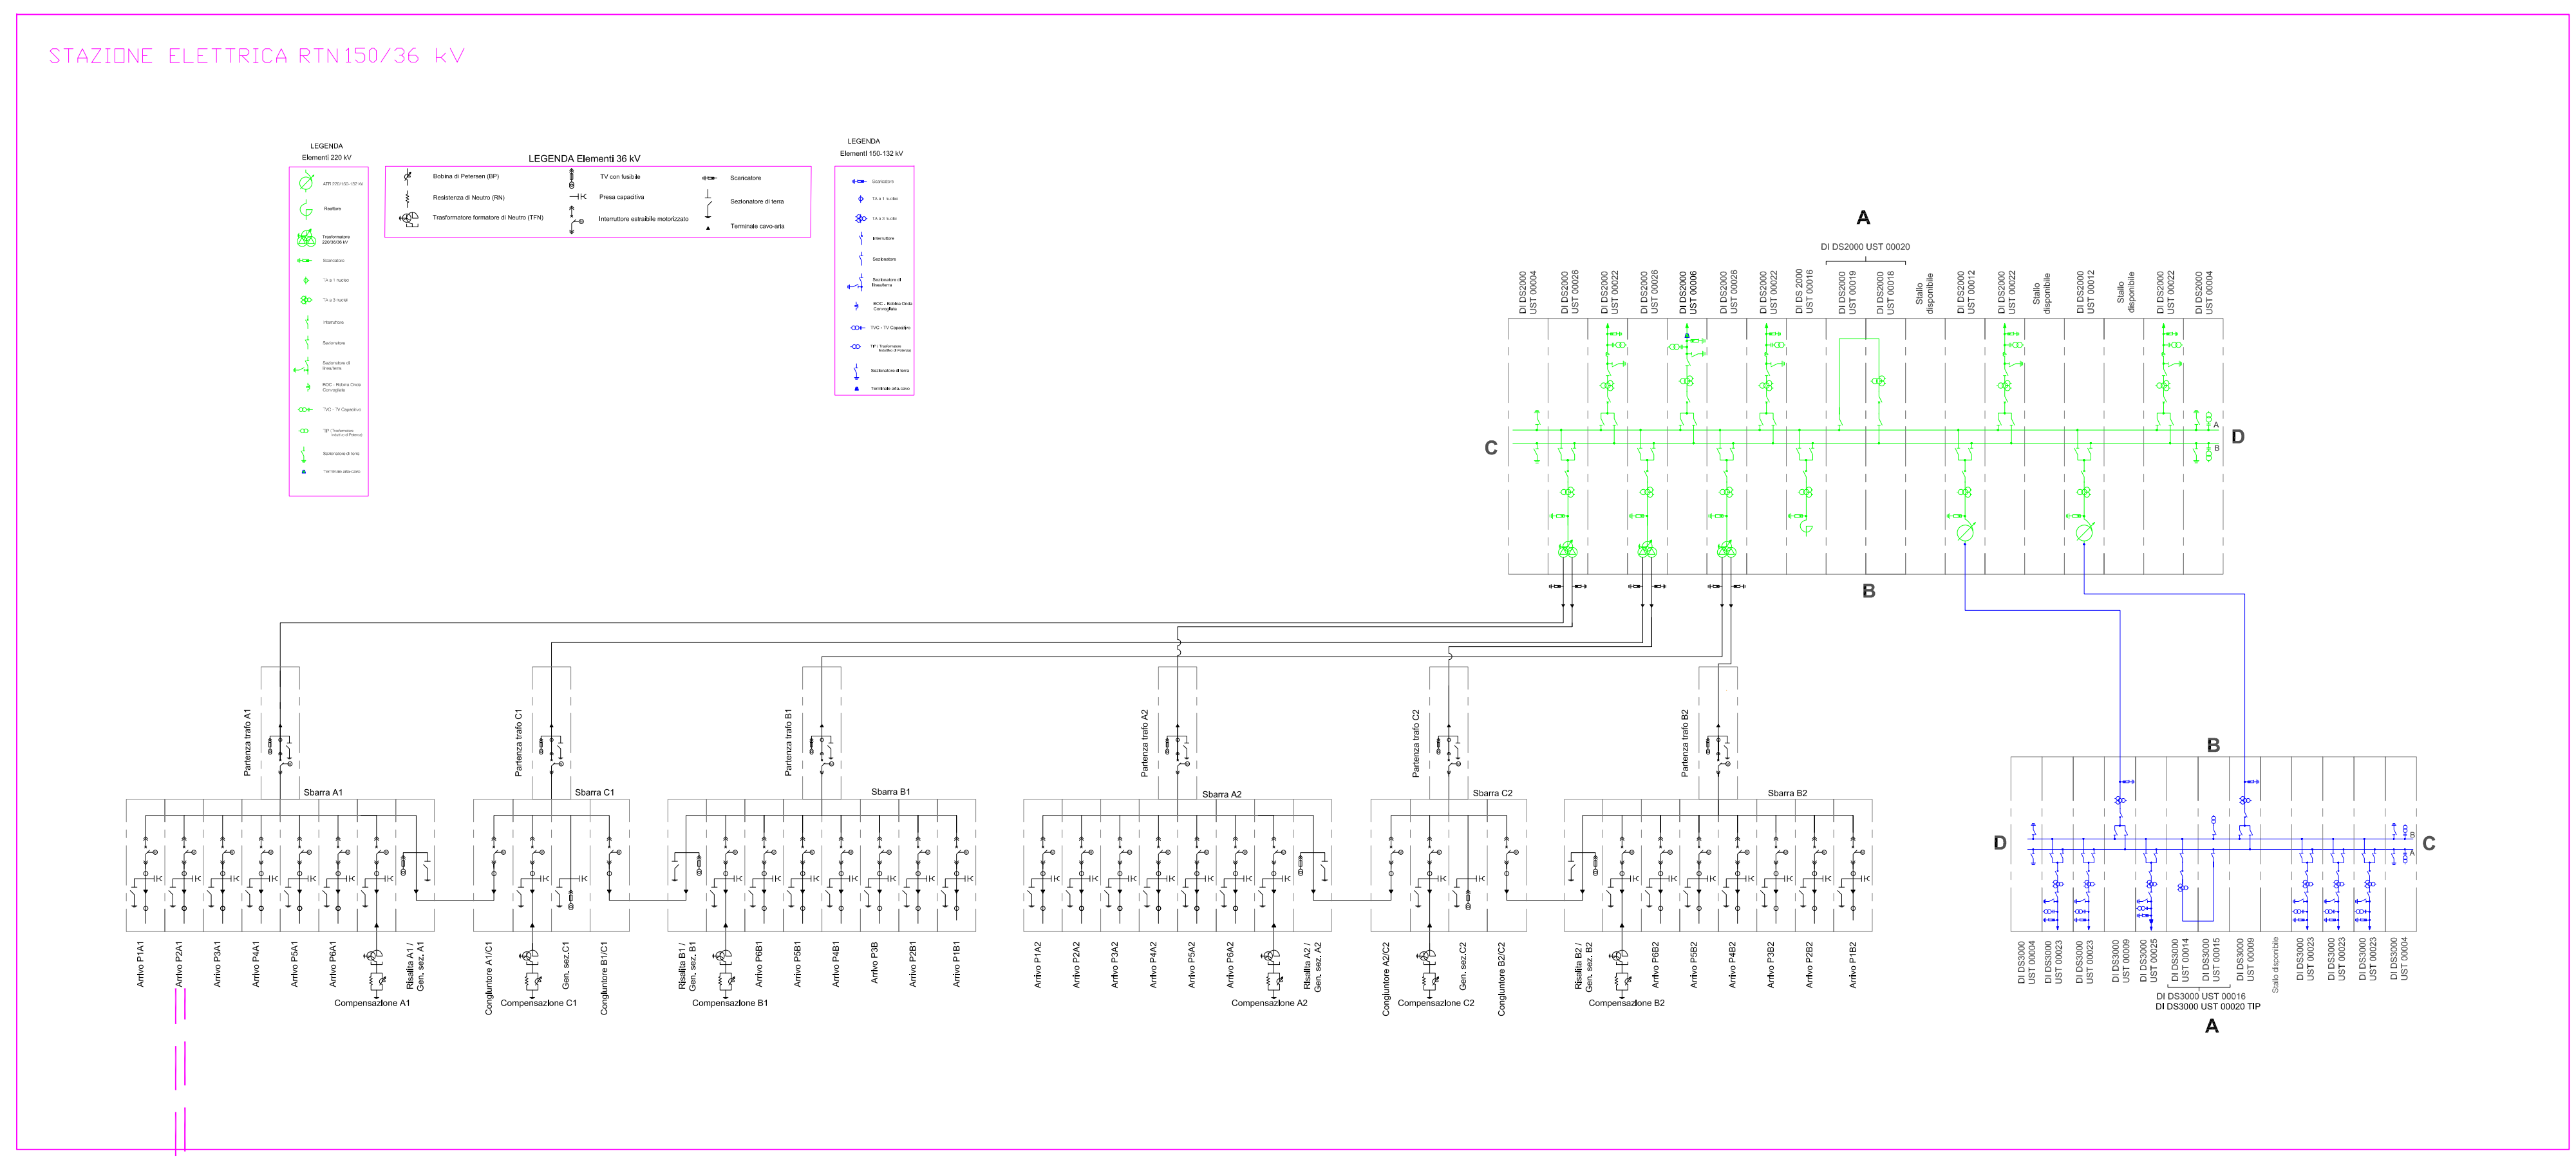 STAZIONE ELETTRICA RTN 150/36 kV
LEGENDA
Elementi 220 kV
ATR 220/150-132 kV
Reattore
Trasformatore
220/36/36 kV
Scaricatore
TA a 1 nucleo
TA a 3 nuclei
Interruttore
Sezionatore
Sezionatore di
linea/terra
BOC - Bobina Onda
Convogliata
TVC - TV Capacitivo
Sezionatore di terra
Terminale aria-cavo
LEGENDA Elementi 36 kV
Bobina di Petersen (BP)
Resistenza di Neutro (RN)
Trasformatore formatore di Neutro (TFN)
TV con fusibile
Presa capacitiva
Interruttore estraibile motorizzato
Scaricatore
Sezionatore di terra
Terminale cavo-aria
LEGENDA
Elementi 150-132 kV
Scaricatore
TA a 1 nucleo
TA a 3 nuclei
Interruttore
Sezionatore
Sezionatore di
linea/terra
BOC - Bobina Onda
Convogliata
TVC - TV Capacitivo
Sezionatore di terra
Terminale aria-cavo
A
DI DS2000 UST 00020
DI DS2000
UST 00004
DI DS2000
UST 00026
DI DS2000
UST 00022
DI DS2000
UST 00026
DI DS2000
UST 00006
DI DS2000
UST 00026
DI DS2000
UST 00022
DI DS 2000
UST 00016
DI DS2000
UST 00019
DI DS2000
UST 00018
Stallo
disponibile
DI DS2000
UST 00012
DI DS2000
UST 00022
Stallo
disponibile
DI DS2000
UST 00012
Stallo
disponibile
DI DS2000
UST 00022
DI DS2000
UST 00004
C
A
B
D
B
Partenza trafo A1
Partenza trafo C1
Partenza trafo B1
Partenza trafo A2
Partenza trafo C2
Partenza trafo B2
Sbarra A1
Sbarra C1
Sbarra B1
Sbarra A2
Sbarra C2
Sbarra B2
Arrivo P1A1
Arrivo P2A1
Arrivo P3A1
Arrivo P4A1
Arrivo P5A1
Arrivo P6A1
Compensazione A1
Risalita A1 /
Gen. sez. A1
Congiuntore A1/C1
Compensazione C1
Gen. sez.C1
Congiuntore B1/C1
Risalita B1 /
Gen. sez. B1
Compensazione B1
Arrivo P6B1
Arrivo P5B1
Arrivo P4B1
Arrivo P3B
Arrivo P2B1
Arrivo P1B1
Arrivo P1A2
Arrivo P2A2
Arrivo P3A2
Arrivo P4A2
Arrivo P5A2
Arrivo P6A2
Compensazione A2
Risalita A2 /
Gen. sez. A2
Congiuntore A2/C2
Compensazione C2
Gen. sez.C2
Congiuntore B2/C2
Risalita B2 /
Gen. sez. B2
Compensazione B2
Arrivo P6B2
Arrivo P5B2
Arrivo P4B2
Arrivo P3B2
Arrivo P2B2
Arrivo P1B2
B
D
B
A
C
DI DS3000
UST 00004
DI DS3000
UST 00023
DI DS3000
UST 00023
DI DS3000
UST 00009
DI DS3000
UST 00025
DI DS3000
UST 00014
DI DS3000
UST 00015
DI DS3000
UST 00009
Stallo disponibile
DI DS3000
UST 00023
DI DS3000
UST 00023
DI DS3000
UST 00023
DI DS3000
UST 00004
DI DS3000 UST 00016
DI DS3000 UST 00020 TIP
A